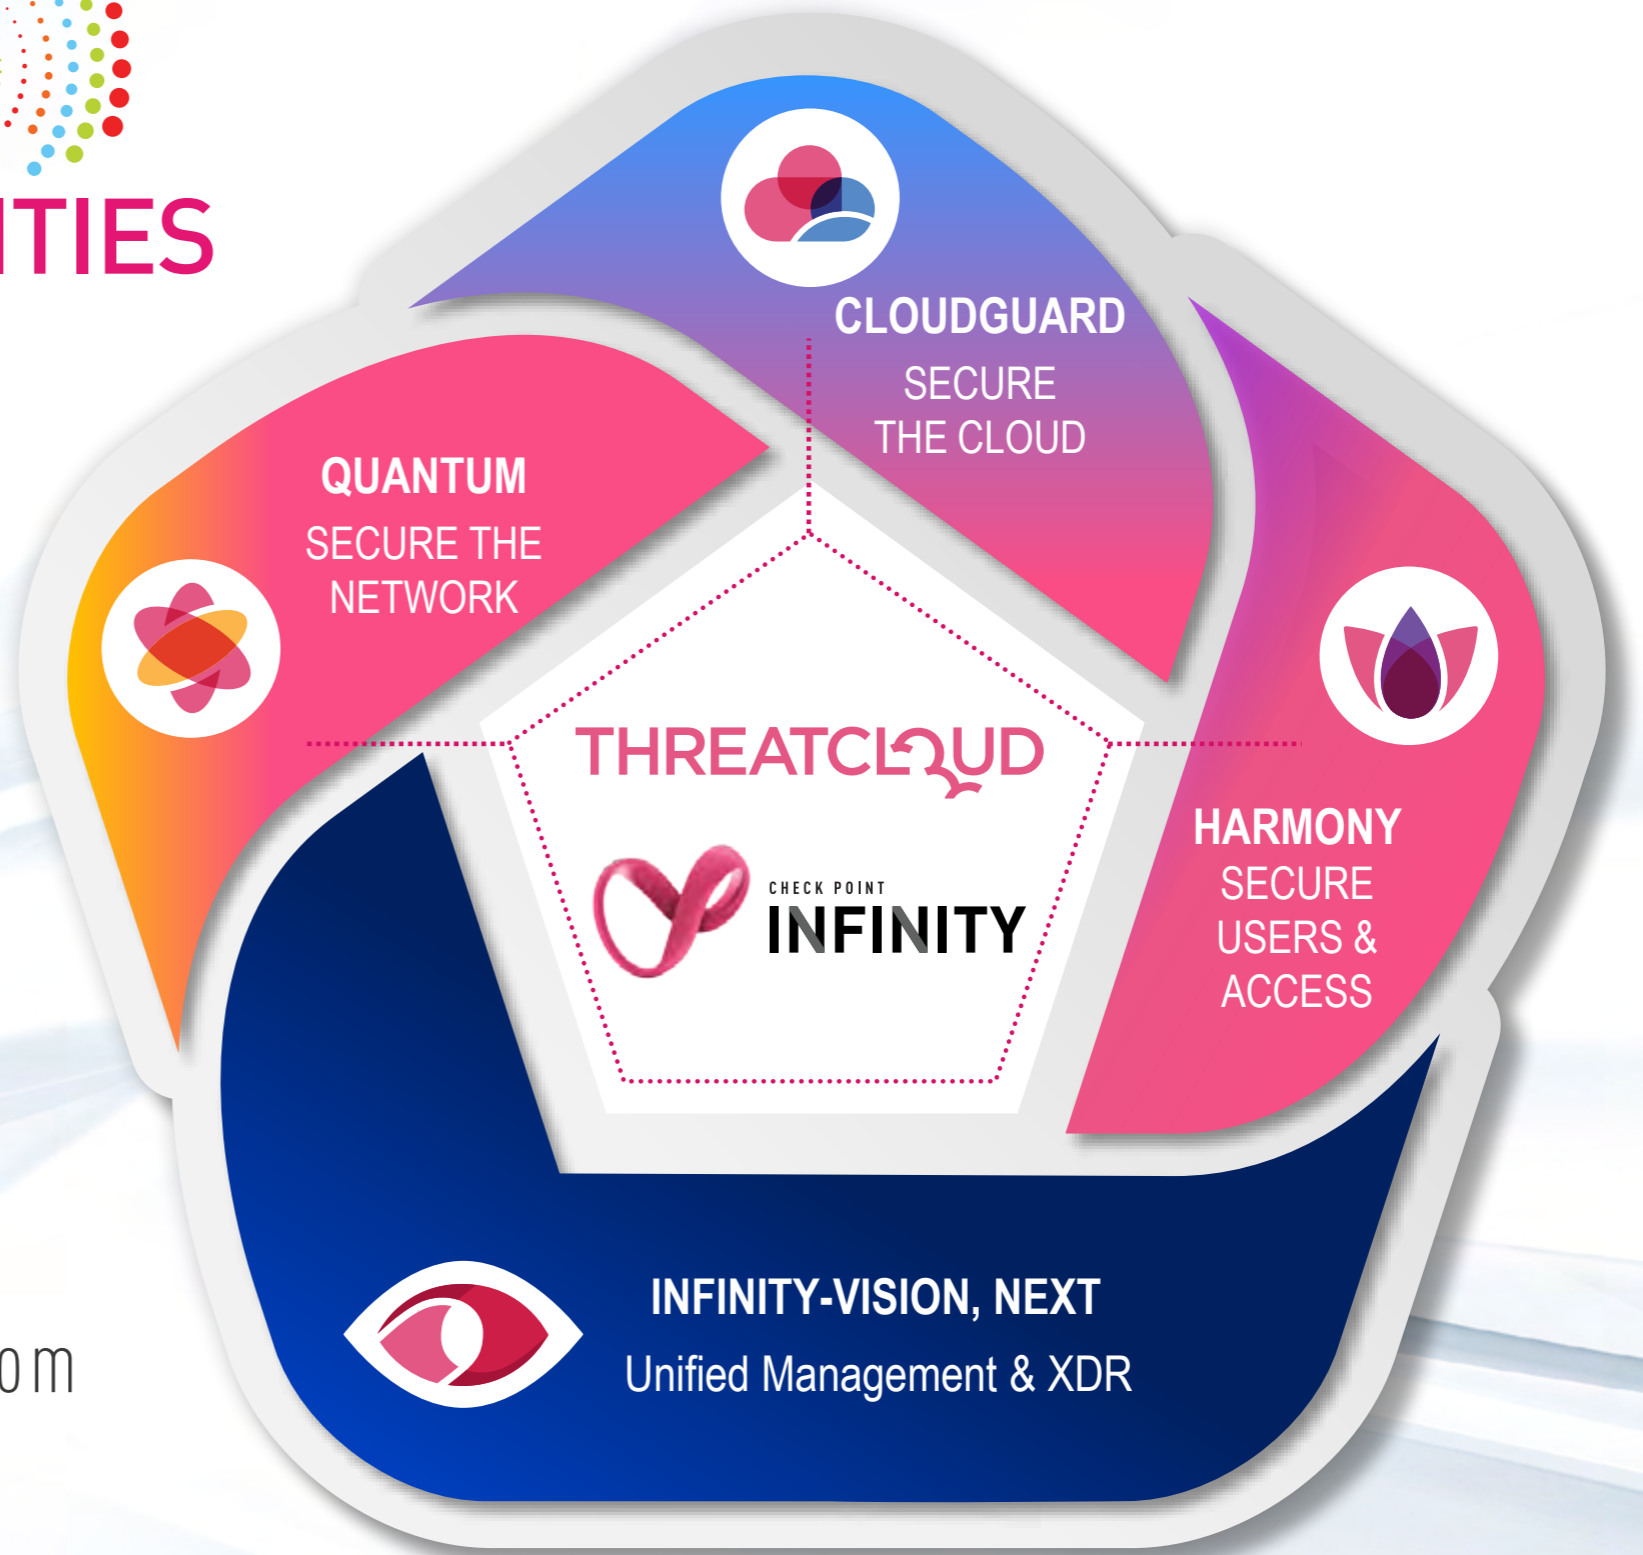 ITIES
CLOUDGUARD
SECURE
THE CLOUD
QUANTUM
SECURE THE
NETWORK
THREATCLOUD
CHECK POINT
INFINITY
HARMONY
SECURE
USERS &
ACCESS
INFINITY-VISION, NEXT
Unified Management & XDR
om